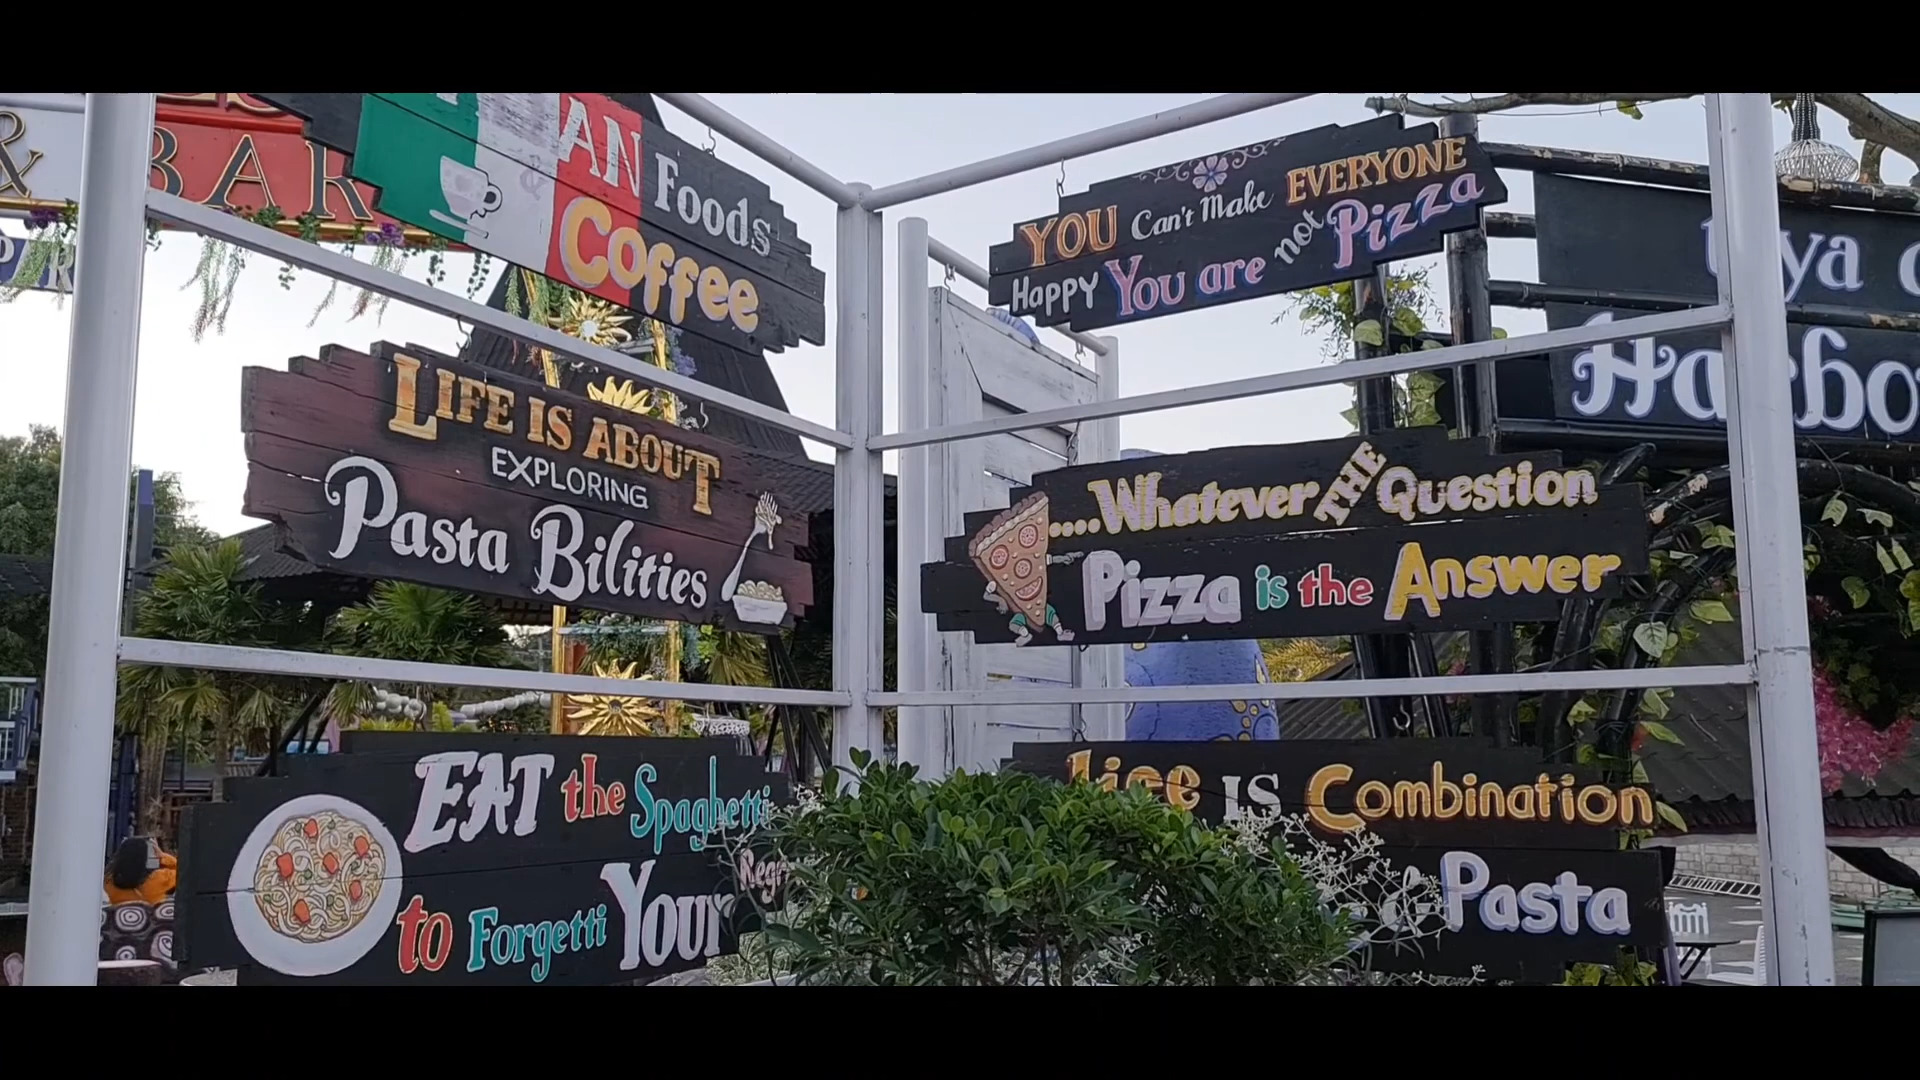 & BAR
AN Foods
&
Coffee
LIFE IS ABOUT
EXPLORING
Pasta Bilities
EAT the Spaghetti
to Forgetti Your
YOU Can't Make EVERYONE
Happy You are not Pizza
....Whatever THE Question
Pizza is the Answer
Life IS Combination
Pasta